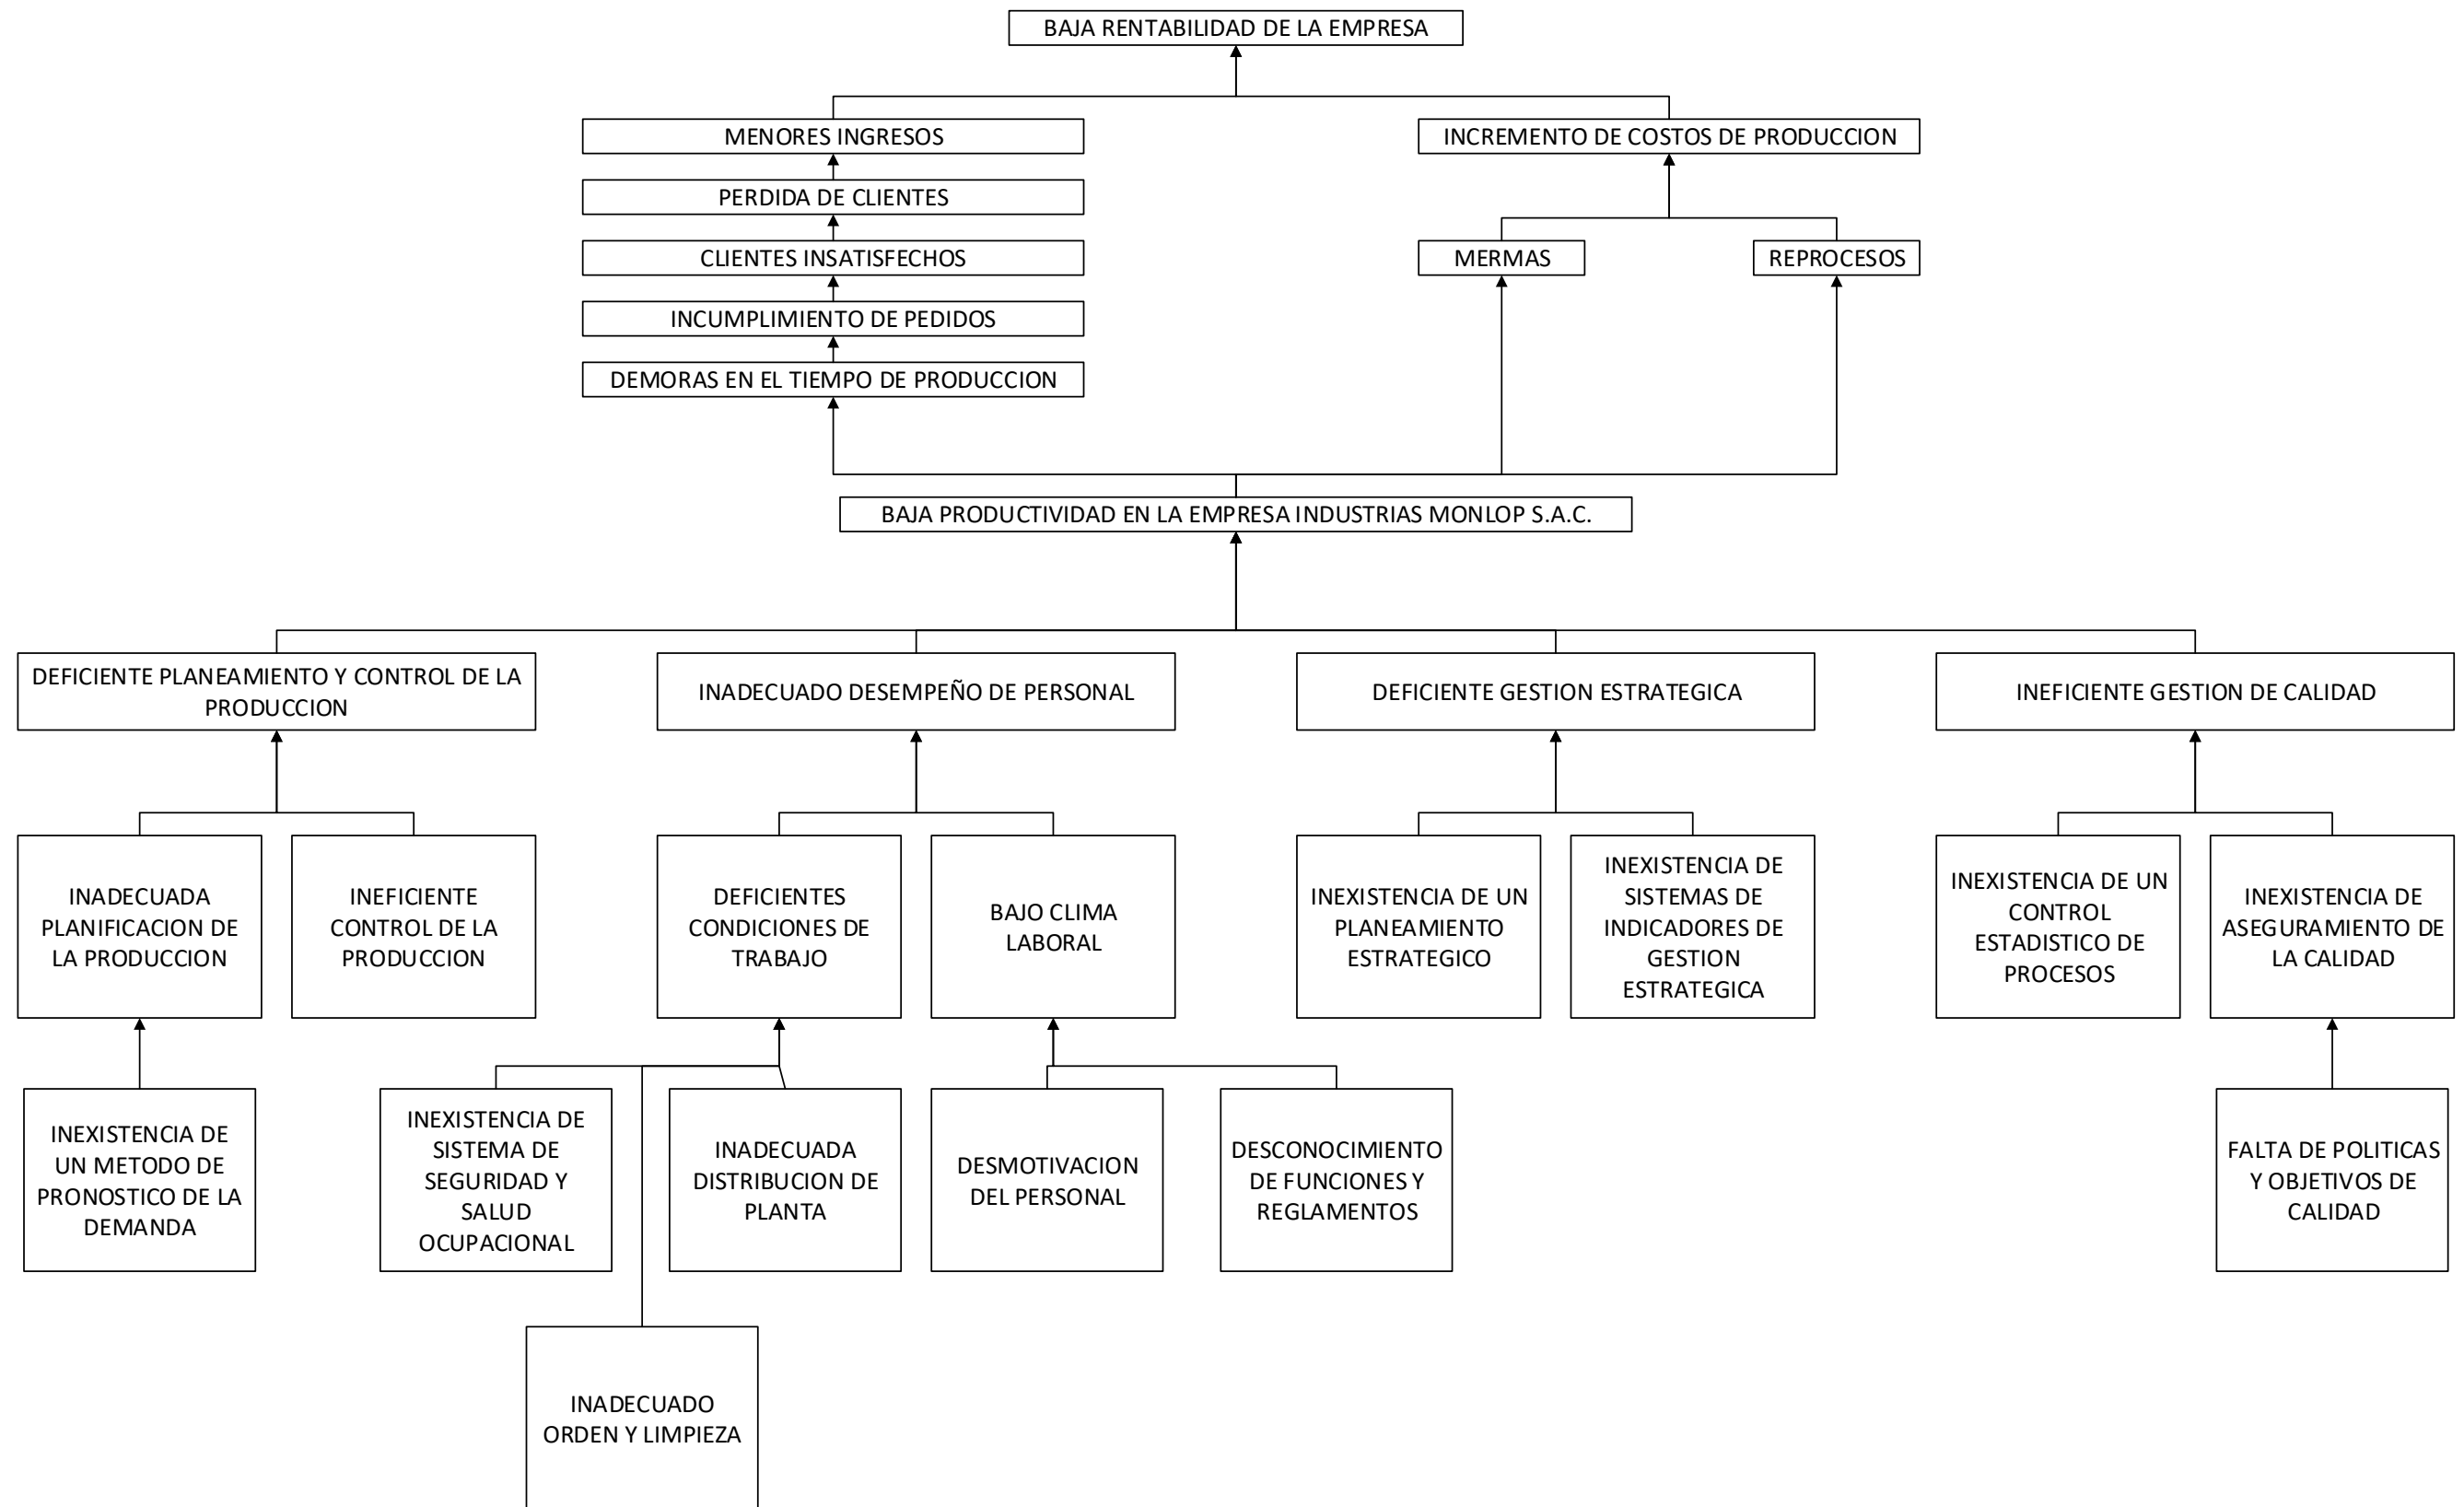 BAJA RENTABILIDAD DE LA EMPRESA
MENORES INGRESOS
INCREMENTO DE COSTOS DE PRODUCCION
PERDIDA DE CLIENTES
CLIENTES INSATISFECHOS
MERMAS
REPROCESOS
INCUMPLIMIENTO DE PEDIDOS
DEMORAS EN EL TIEMPO DE PRODUCCION
BAJA PRODUCTIVIDAD EN LA EMPRESA INDUSTRIAS MONLOP S.A.C.
DEFICIENTE PLANEAMIENTO Y CONTROL DE LA
PRODUCCION
INADECUADO DESEMPEÑO DE PERSONAL
DEFICIENTE GESTION ESTRATEGICA
INEFICIENTE GESTION DE CALIDAD
INADECUADA
PLANIFICACION DE
LA PRODUCCION
INEFICIENTE
CONTROL DE LA
PRODUCCION
DEFICIENTES
CONDICIONES DE
TRABAJO
BAJO CLIMA
LABORAL
INEXISTENCIA DE UN
PLANEAMIENTO
ESTRATEGICO
INEXISTENCIA DE
SISTEMAS DE
INDICADORES DE
GESTION
ESTRATEGICA
INEXISTENCIA DE UN
CONTROL
ESTADISTICO DE
PROCESOS
INEXISTENCIA DE
ASEGURAMIENTO DE
LA CALIDAD
INEXISTENCIA DE
UN METODO DE
PRONOSTICO DE LA
DEMANDA
INEXISTENCIA DE
SISTEMA DE
SEGURIDAD Y
SALUD
OCUPACIONAL
INADECUADA
DISTRIBUCION DE
PLANTA
DESMOTIVACION
DEL PERSONAL
DESCONOCIMIENTO
DE FUNCIONES Y
REGLAMENTOS
FALTA DE POLITICAS
Y OBJETIVOS DE
CALIDAD
INADECUADO
ORDEN Y LIMPIEZA